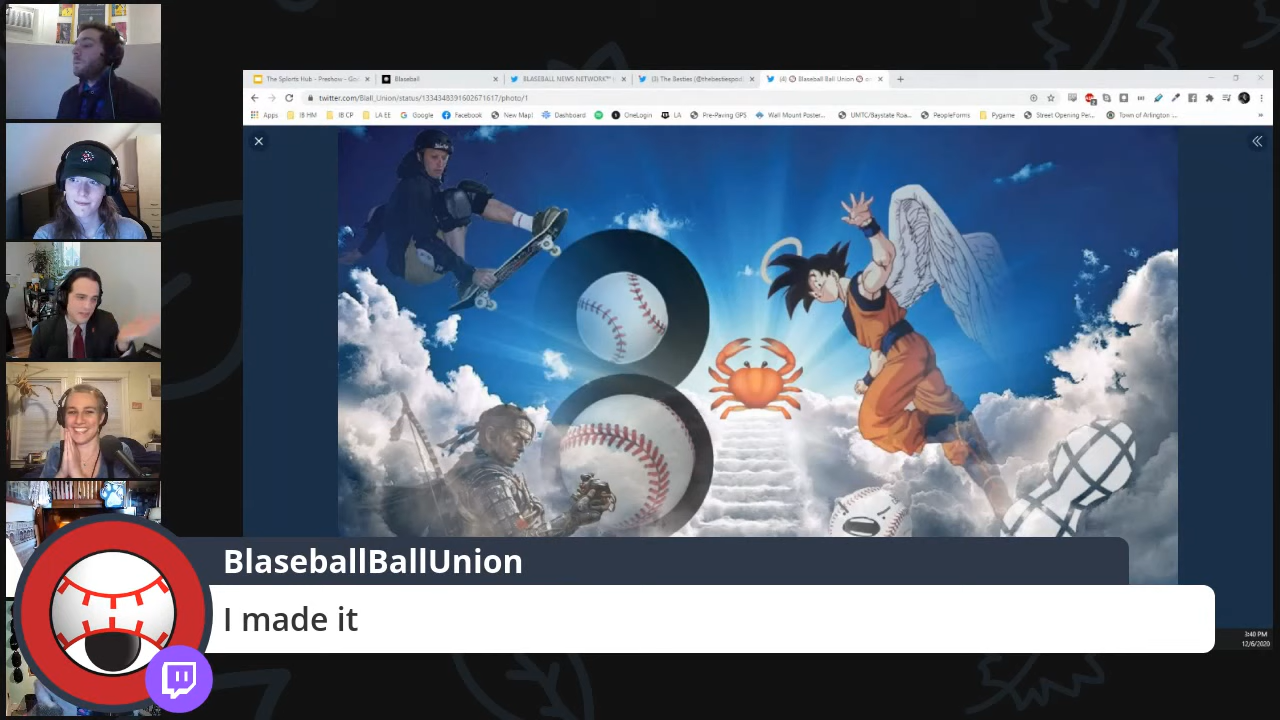 The Splorts Hub - Preshow - Go
Blaseball
BLASEBALL NEWS NETWORK™
(3) The Besties (@thebestiespod
(4) Blaseball Ball Union
twitter.com/Blall_Union/status/1334348391602671617/photo/1
Apps IB HM IB CP LA EE Google Facebook New Map! Dashboard OneLogin LA Pre-Paving GPS Wall Mount Poster... UMTC/Baystate Roa... PeopleForms Pygame Street Opening Per... Town of Arlington
BlaseballBallUnion
I made it
3:40 PM
12/6/2020